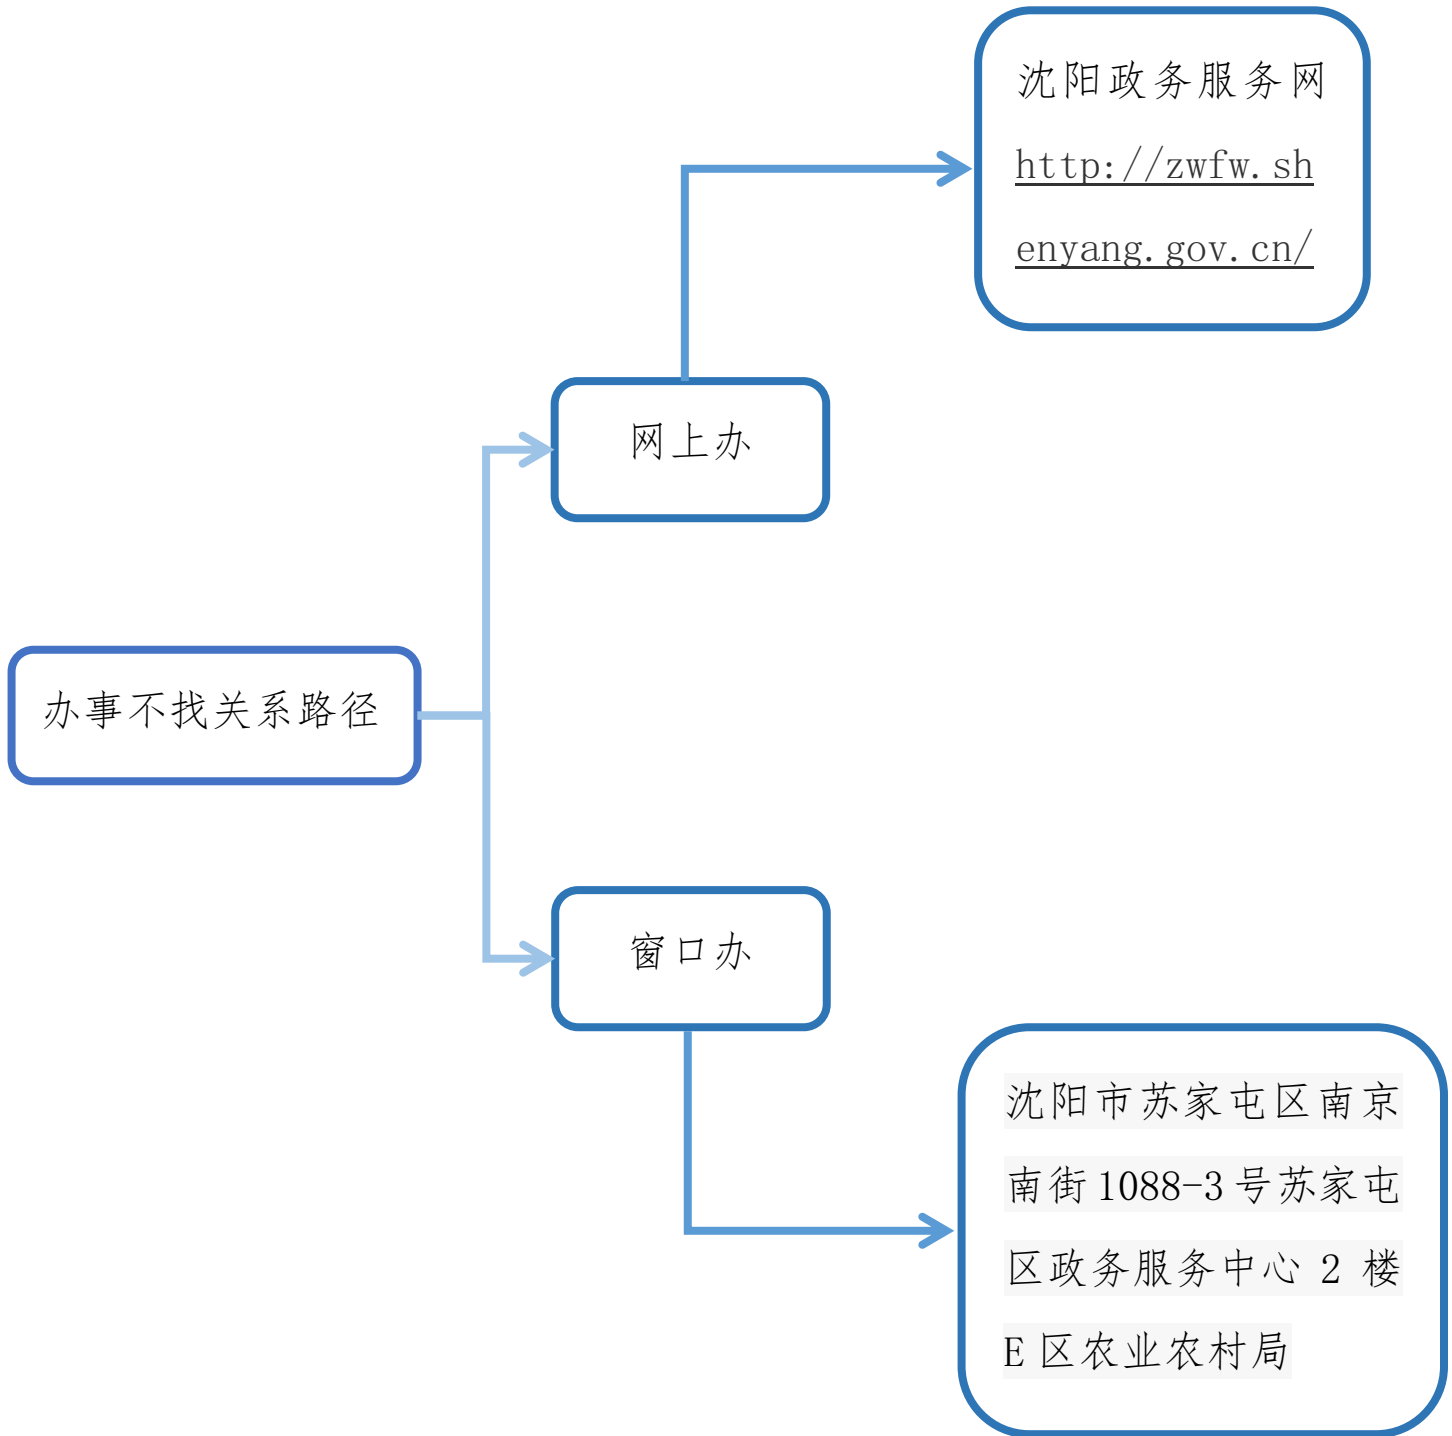 沈阳政务服务网
http://zwfw.sh
enyang.gov.cn/
网上办
办事不找关系路径
窗口办
沈阳市苏家屯区南京
南街1088-3号苏家屯
区政务服务中心 2 楼
E区农业农村局